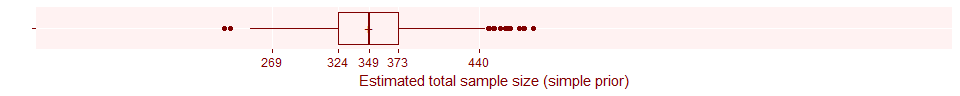 269 324 349 373 440
Estimated total sample size (simple prior)